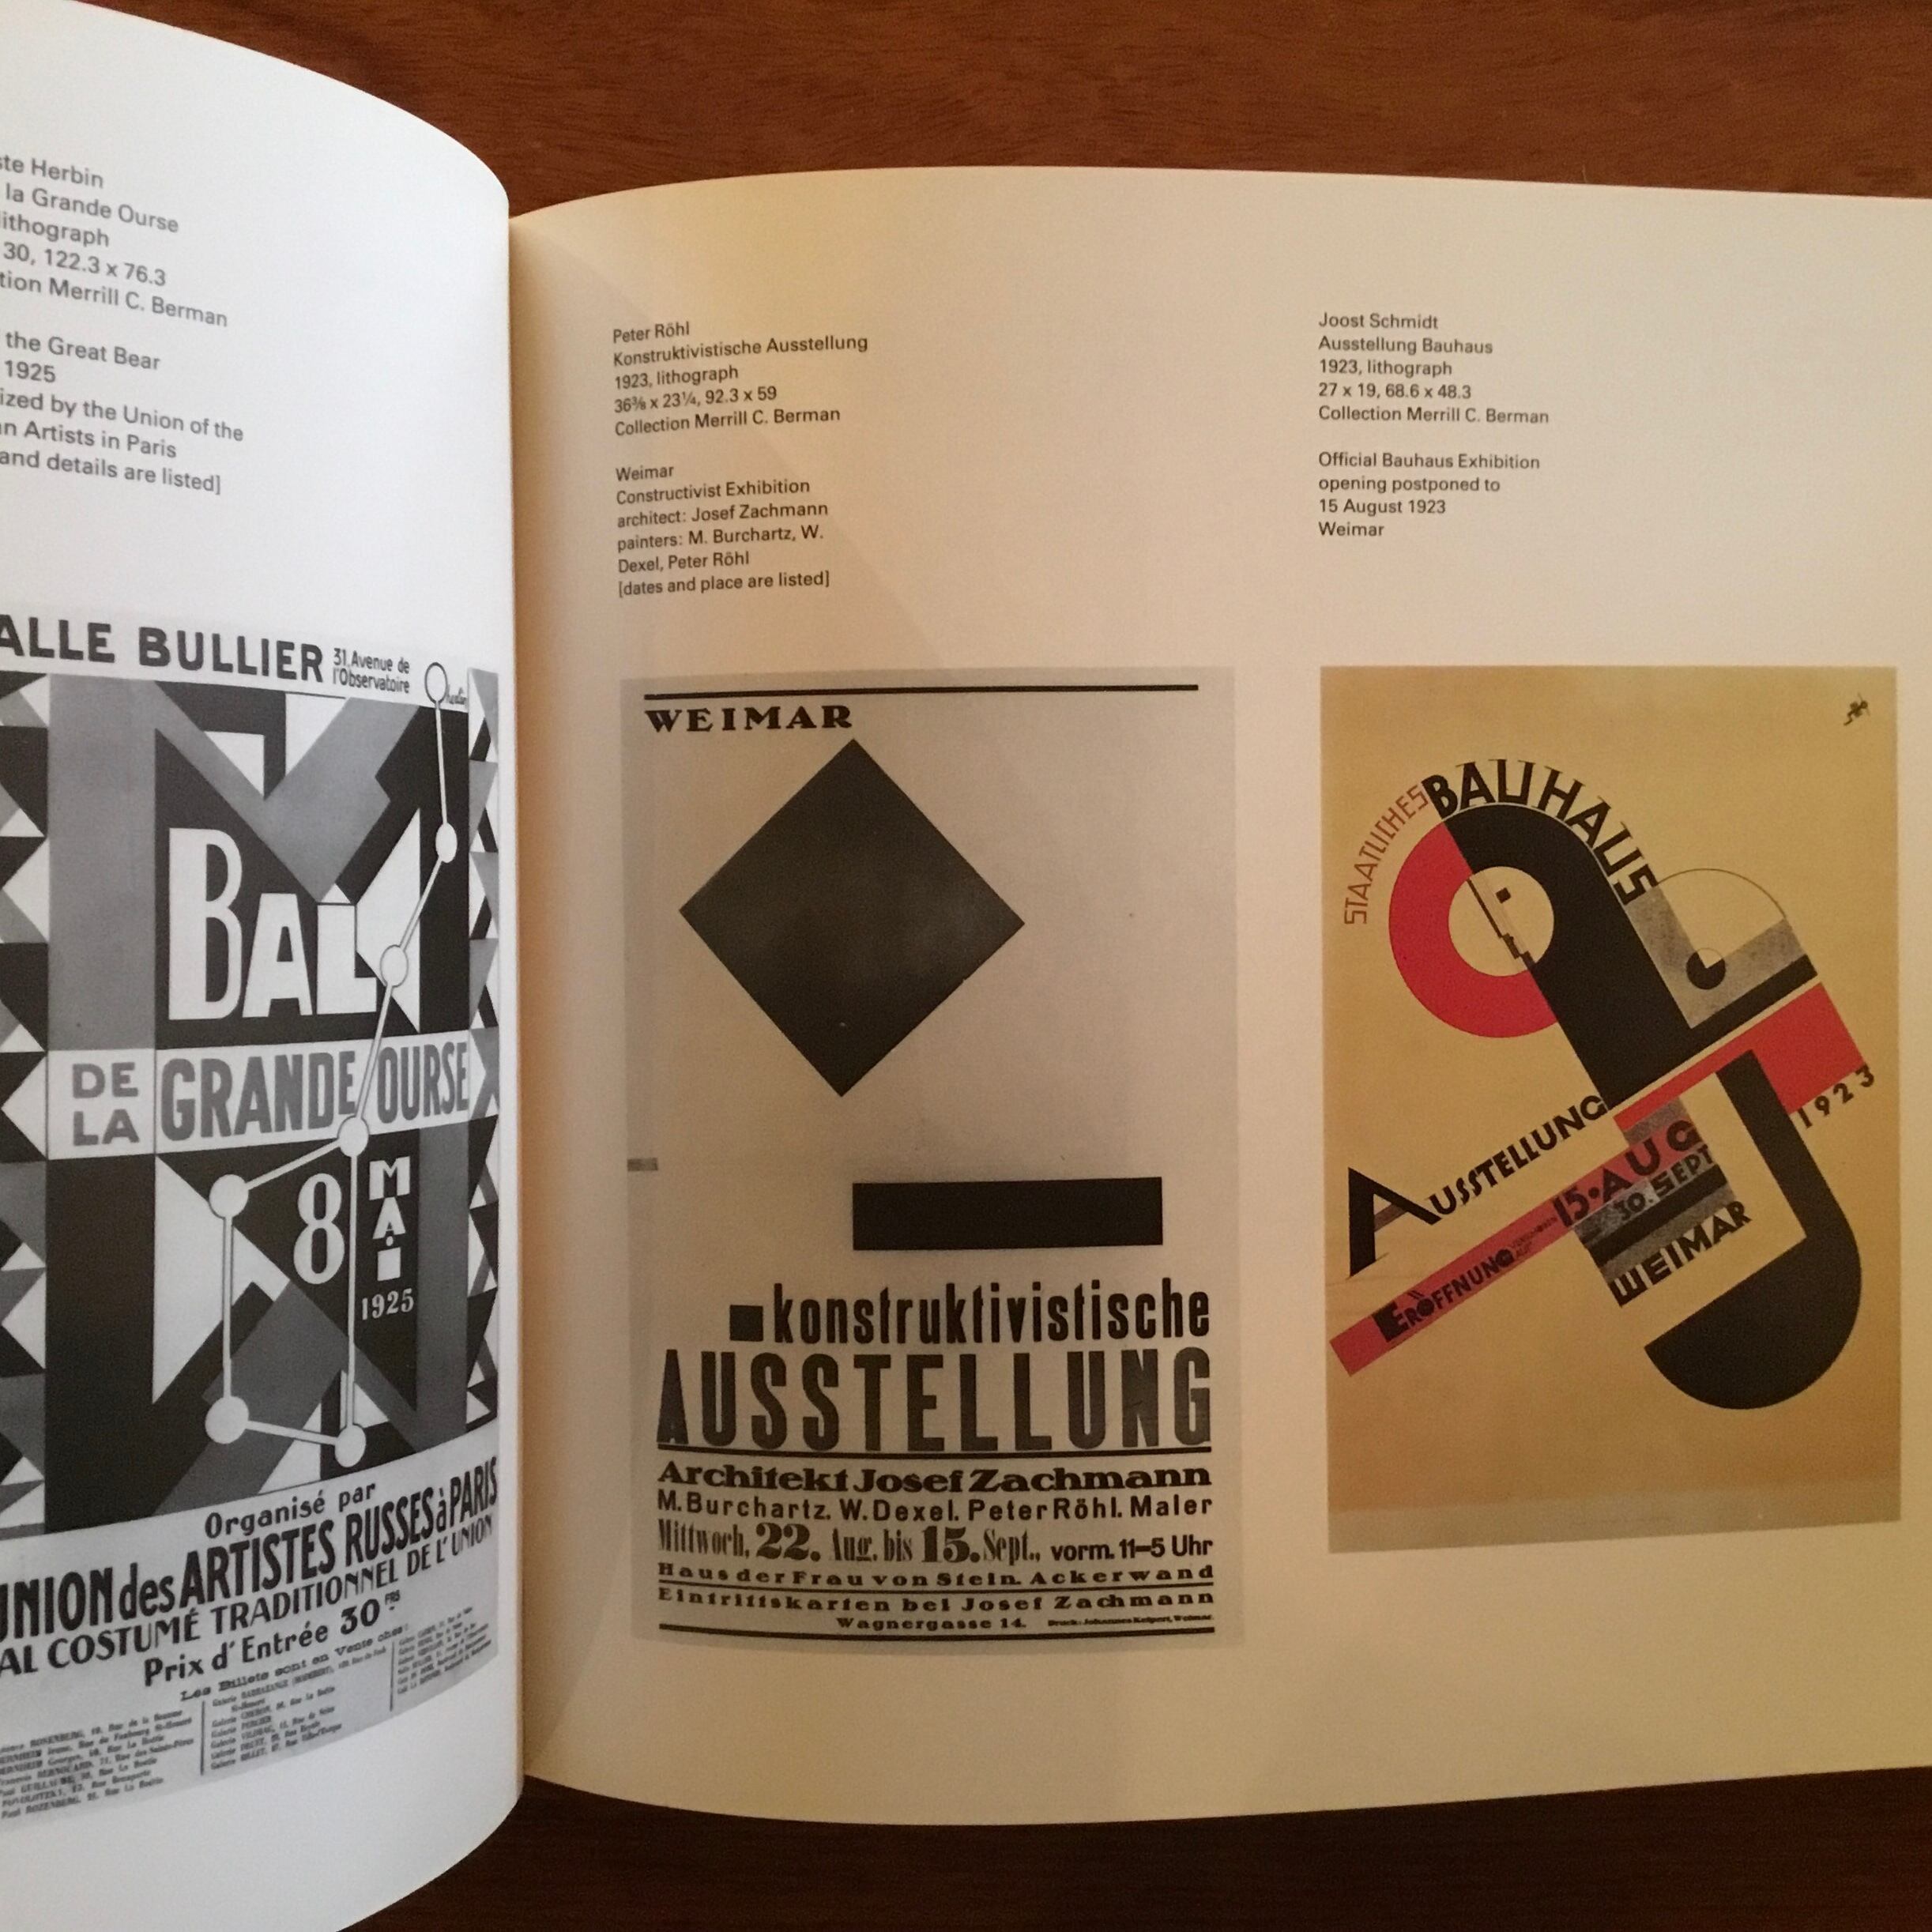 ste Herbin
la Grande Ourse
lithograph
30, 122.3 x 76.3
tion Merrill C. Berman
the Great Bear
1925
ized by the Union of the
n Artists in Paris
and details are listed]
ALLE BULLIER
31, Avenue de
l'Observatoire
BAL
DE LA GRANDE OURSE
8 MAI
1925
Organisé par
UNION des ARTISTES RUSSES à PARIS
AL COSTUMÉ TRADITIONNEL DE L'UNION
Prix d'Entrée 30 FRS
Les Billets sont en Vente chez:
Peter Röhl
Konstruktivistische Ausstellung
1923, lithograph
36⅜ x 23¼, 92.3 x 59
Collection Merrill C. Berman
Weimar
Constructivist Exhibition
architect: Josef Zachmann
painters: M. Burchartz, W.
Dexel, Peter Röhl
[dates and place are listed]
WEIMAR
konstruktivistische
AUSSTELLUNG
Architekt Josef Zachmann
M. Burchartz. W. Dexel. Peter Röhl. Maler
Mittwoch, 22. Aug. bis 15. Sept., vorm. 11–5 Uhr
Haus der Frau von Stein. Ackerwand
Eintrittskarten bei Josef Zachmann
Wagnergasse 14.
Joost Schmidt
Ausstellung Bauhaus
1923, lithograph
27 x 19, 68.6 x 48.3
Collection Merrill C. Berman
Official Bauhaus Exhibition
opening postponed to
15 August 1923
Weimar
STAATLICHES BAUHAUS
AUSSTELLUNG
1923
ERÖFFNUNG 15. AUG
30. SEPT
WEIMAR